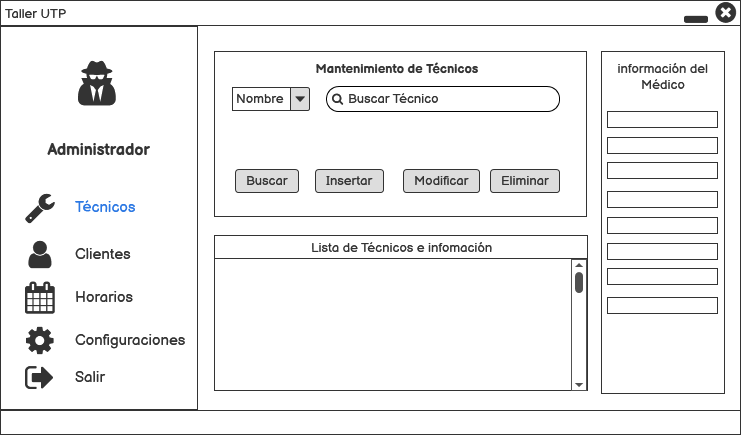 Taller UTP
Administrador
Técnicos
Clientes
Horarios
Configuraciones
Salir
Mantenimiento de Técnicos
Nombre
Buscar Técnico
Buscar
Insertar
Modificar
Eliminar
Lista de Técnicos e infomación
información del
Médico